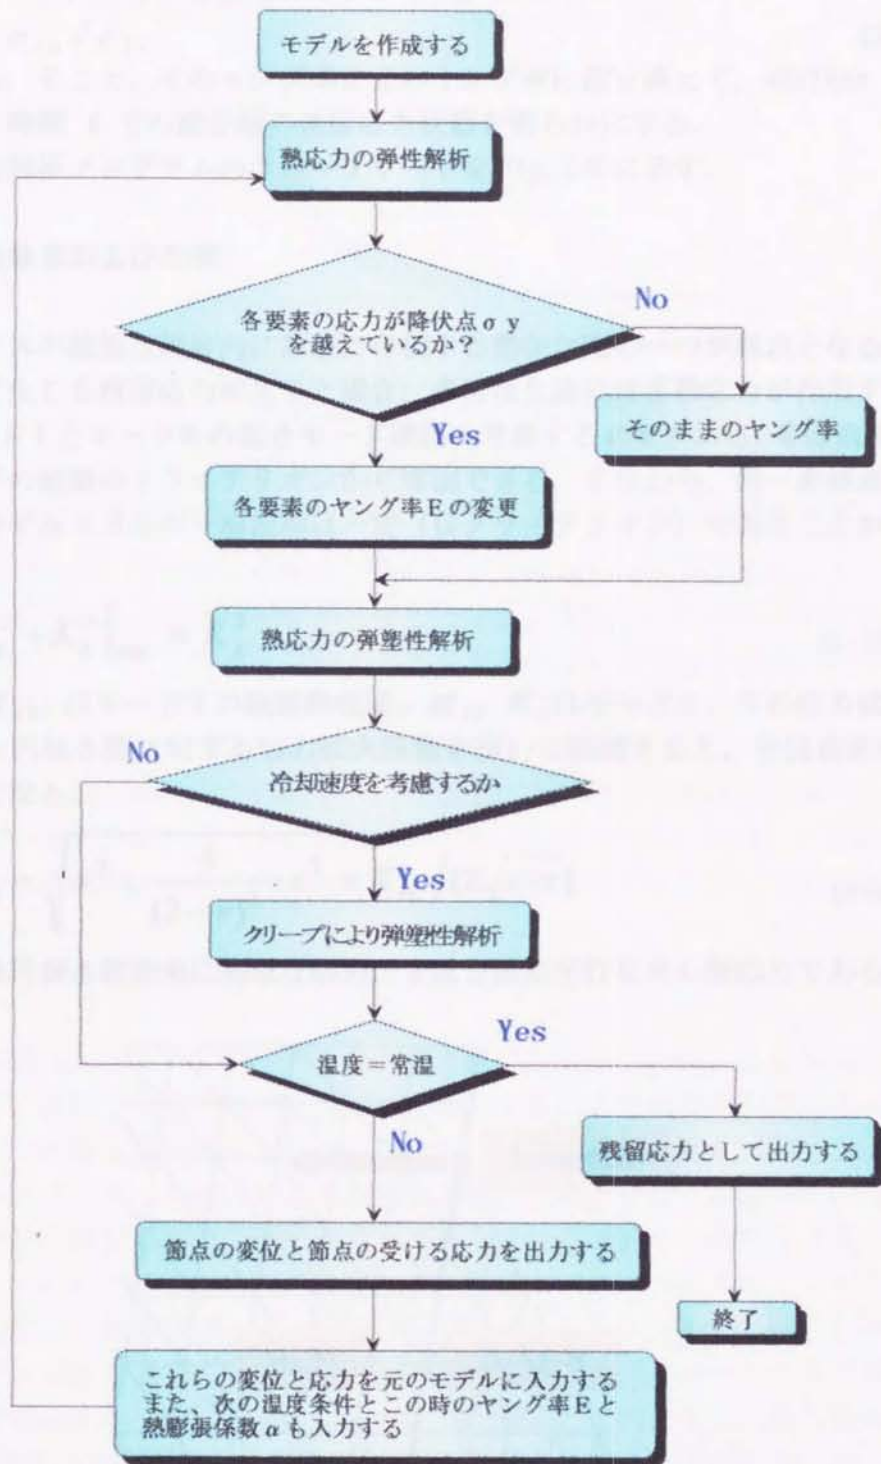 モデルを作成する
熱応力の弾性解析
各要素の応力が降伏点σy
を越えているか？
No
Yes
そのままのヤング率
各要素のヤング率Eの変更
熱応力の弾塑性解析
No
冷却速度を考慮するか
Yes
クリープにより弾塑性解析
Yes
温度＝常温
No
残留応力として出力する
節点の変位と節点の受ける応力を出力する
終了
これらの変位と応力を元のモデルに入力する
また、次の温度条件とこの時のヤング率Eと
熱膨張係数αも入力する